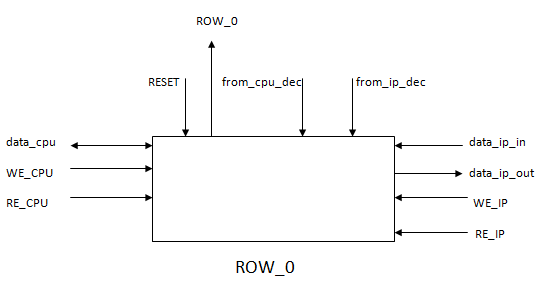 ROW_0
RESET
from_cpu_dec
from_ip_dec
data_cpu
data_ip_in
WE_CPU
data_ip_out
RE_CPU
WE_IP
RE_IP
ROW_0